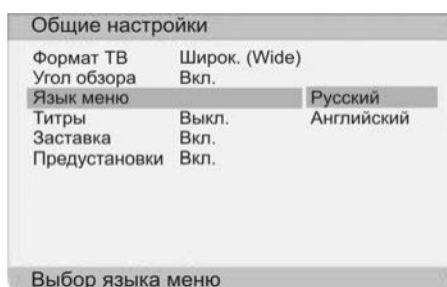 Общие настройки
Формат ТВ Широк. (Wide)
Угол обзора Вкл.
Язык меню Русский
Титры Выкл. Английский
Заставка Вкл.
Предустановки Вкл.
Выбор языка меню